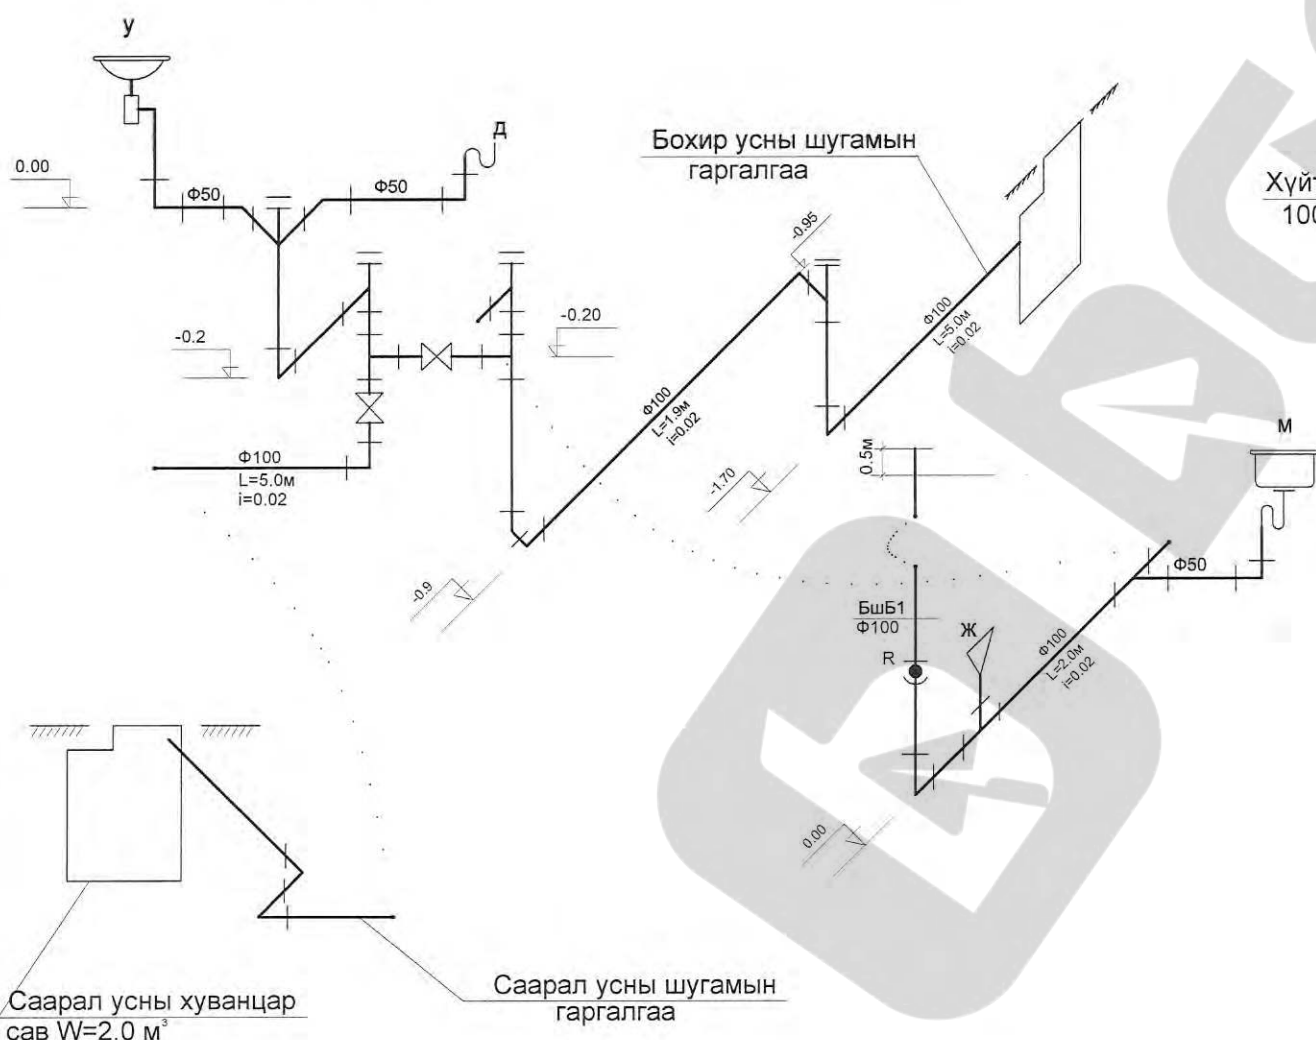 у
0.00
Ф50
Ф50
д
Бохир усны шугамын
гаргалгаа
-0.95
-0.2
-0.20
Ф100
L=5.0м
i=0.02
Ф100
L=1.9м
i=0.02
Ф100
L=5.0м
i=0.02
0.5м
-1.70
-0.9
м
Ф50
БшБ1
Ф100
R
Ж
Ф100
L=2.0м
i=0.02
0.00
Саарал усны хуванцар
сав W=2.0 м³
Саарал усны шугамын
гаргалгаа